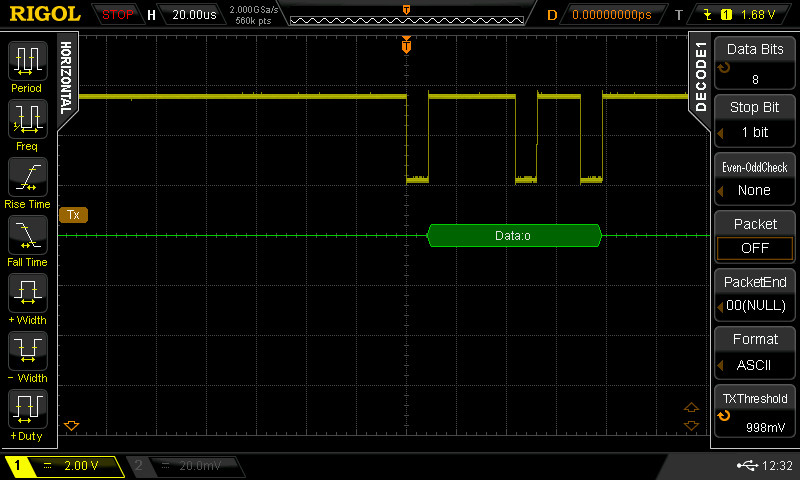 RIGOL STOP H 20.00us 2.000GSa/s 560k pts T D 0.00000000ps T 1 1.68 V
HORIZONTAL
Period
Freq
Rise Time
Fall Time
+Width
- Width
+Duty
T
Tx
Data:o
DECODE1
Data Bits
8
Stop Bit
1 bit
Even-OddCheck
None
Packet
OFF
PacketEnd
00(NULL)
Format
ASCII
TXThreshold
998mV
1 2.00 V 2 20.0mV 12:32